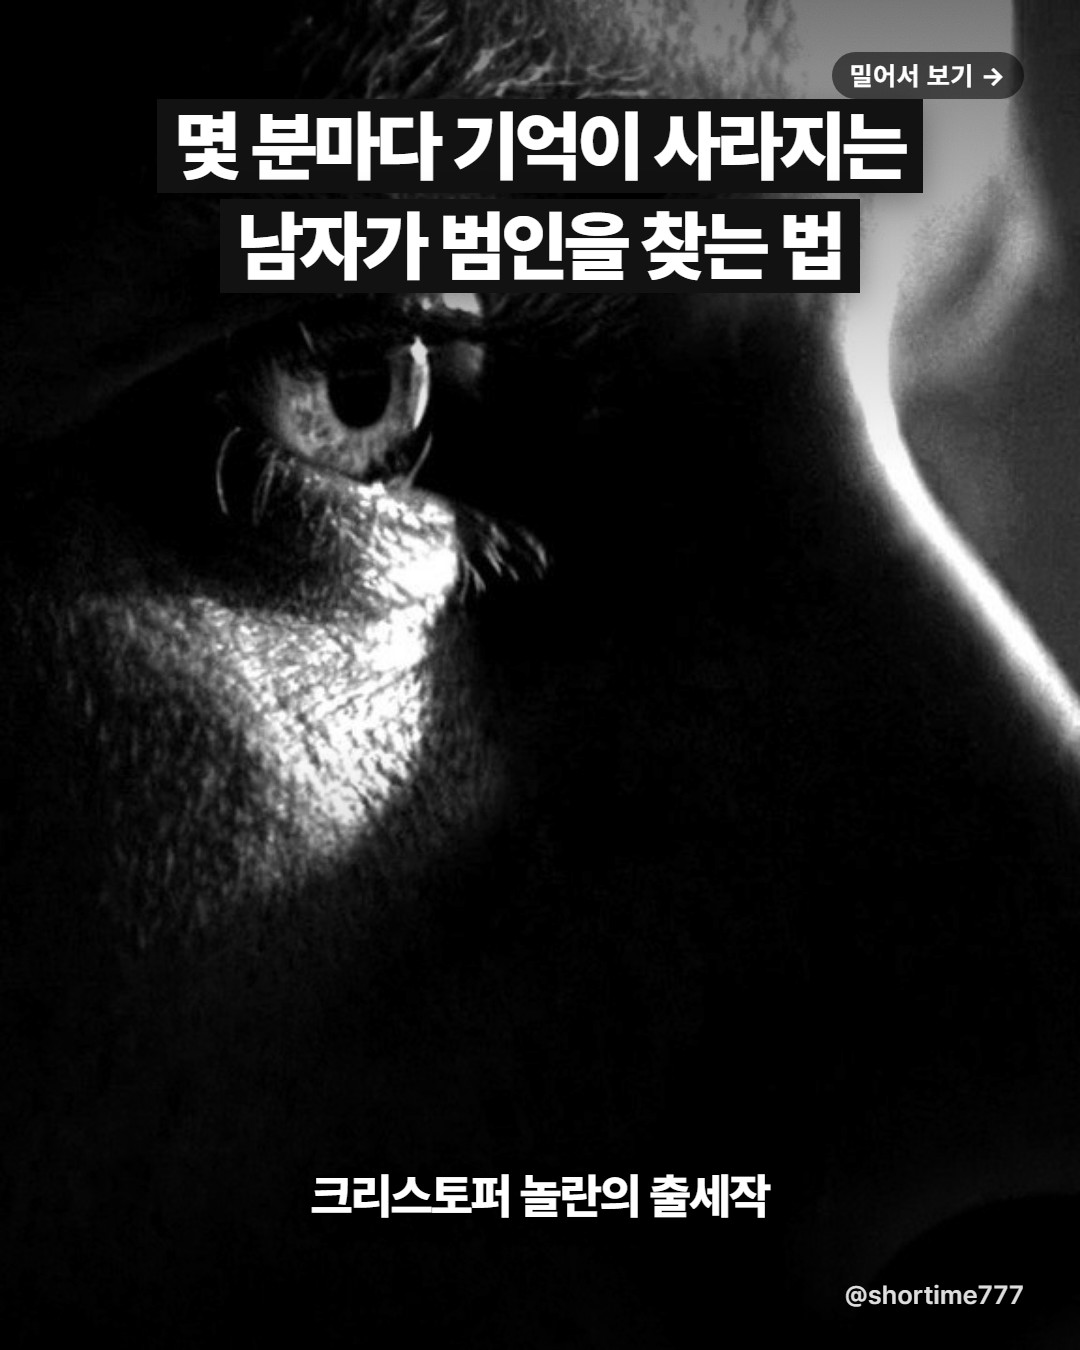 밀어서 보기 →
몇 분마다 기억이 사라지는
남자가 범인을 찾는 법
크리스토퍼 놀란의 출세작
@shortime777